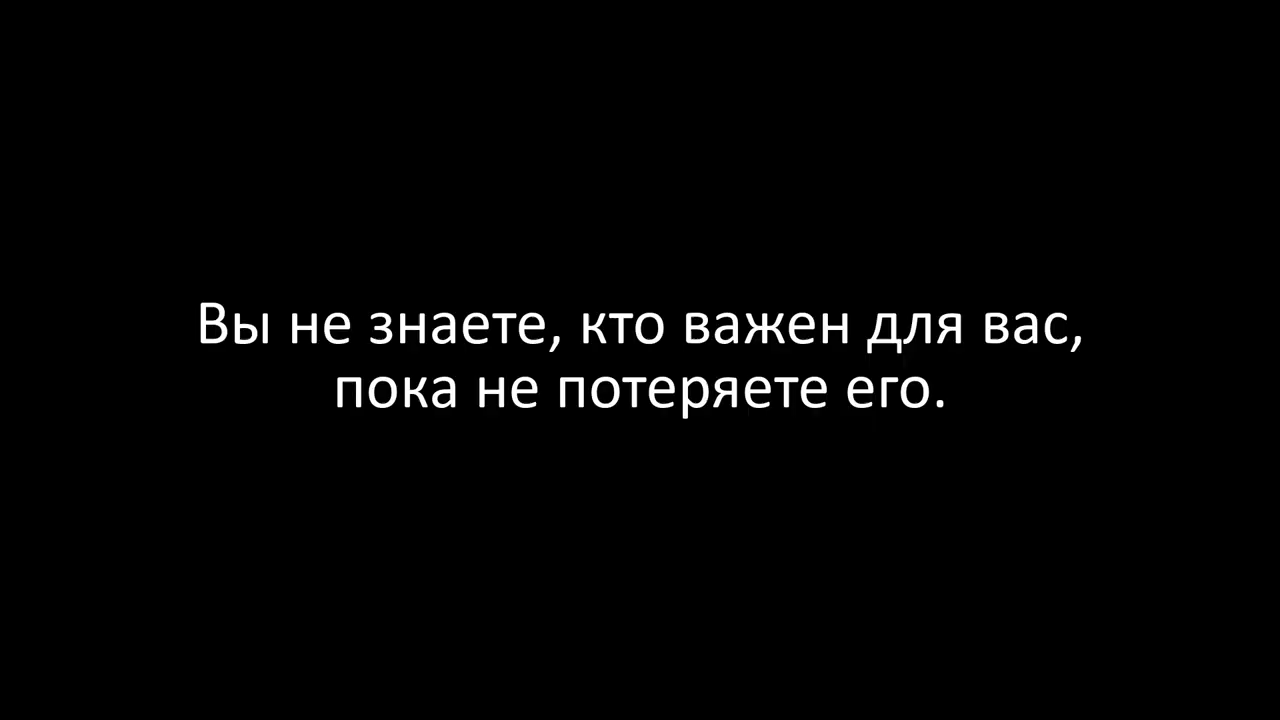 Вы не знаете, кто важен для вас,
пока не потеряете его.